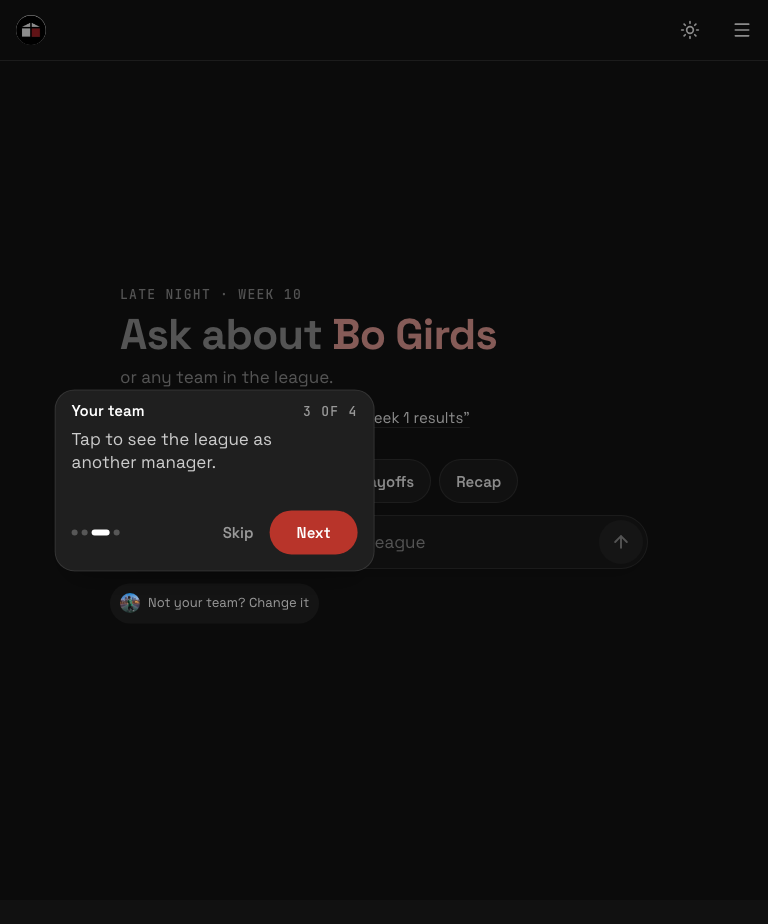 LATE NIGHT · WEEK 10
Ask about Bo Girds
or any team in the league.
eek 1 results”
Your team
3 OF 4
Tap to see the league as
another manager.
ayoffs
Recap
Skip
Next
eague
Not your team? Change it